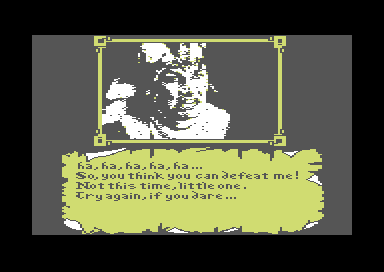 ha, ha, ha, ha, ha...
So, you think you can defeat me!
Not this time, little one.
Try again, if you dare...